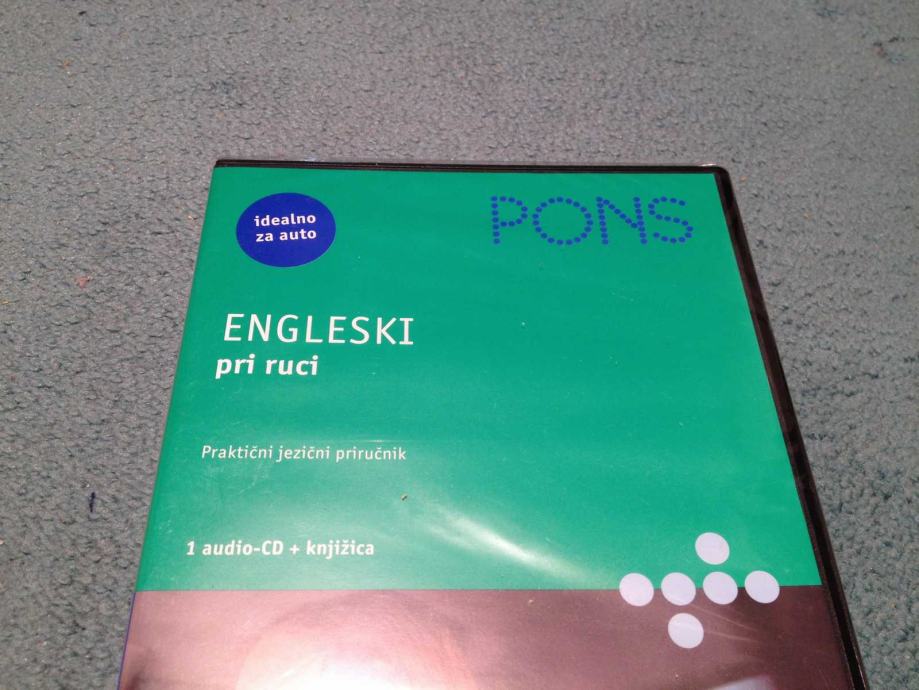 idealno
za auto
PONS
ENGLESKI
pri ruci
Praktični jezični priručnik
1 audio-CD + knjižica